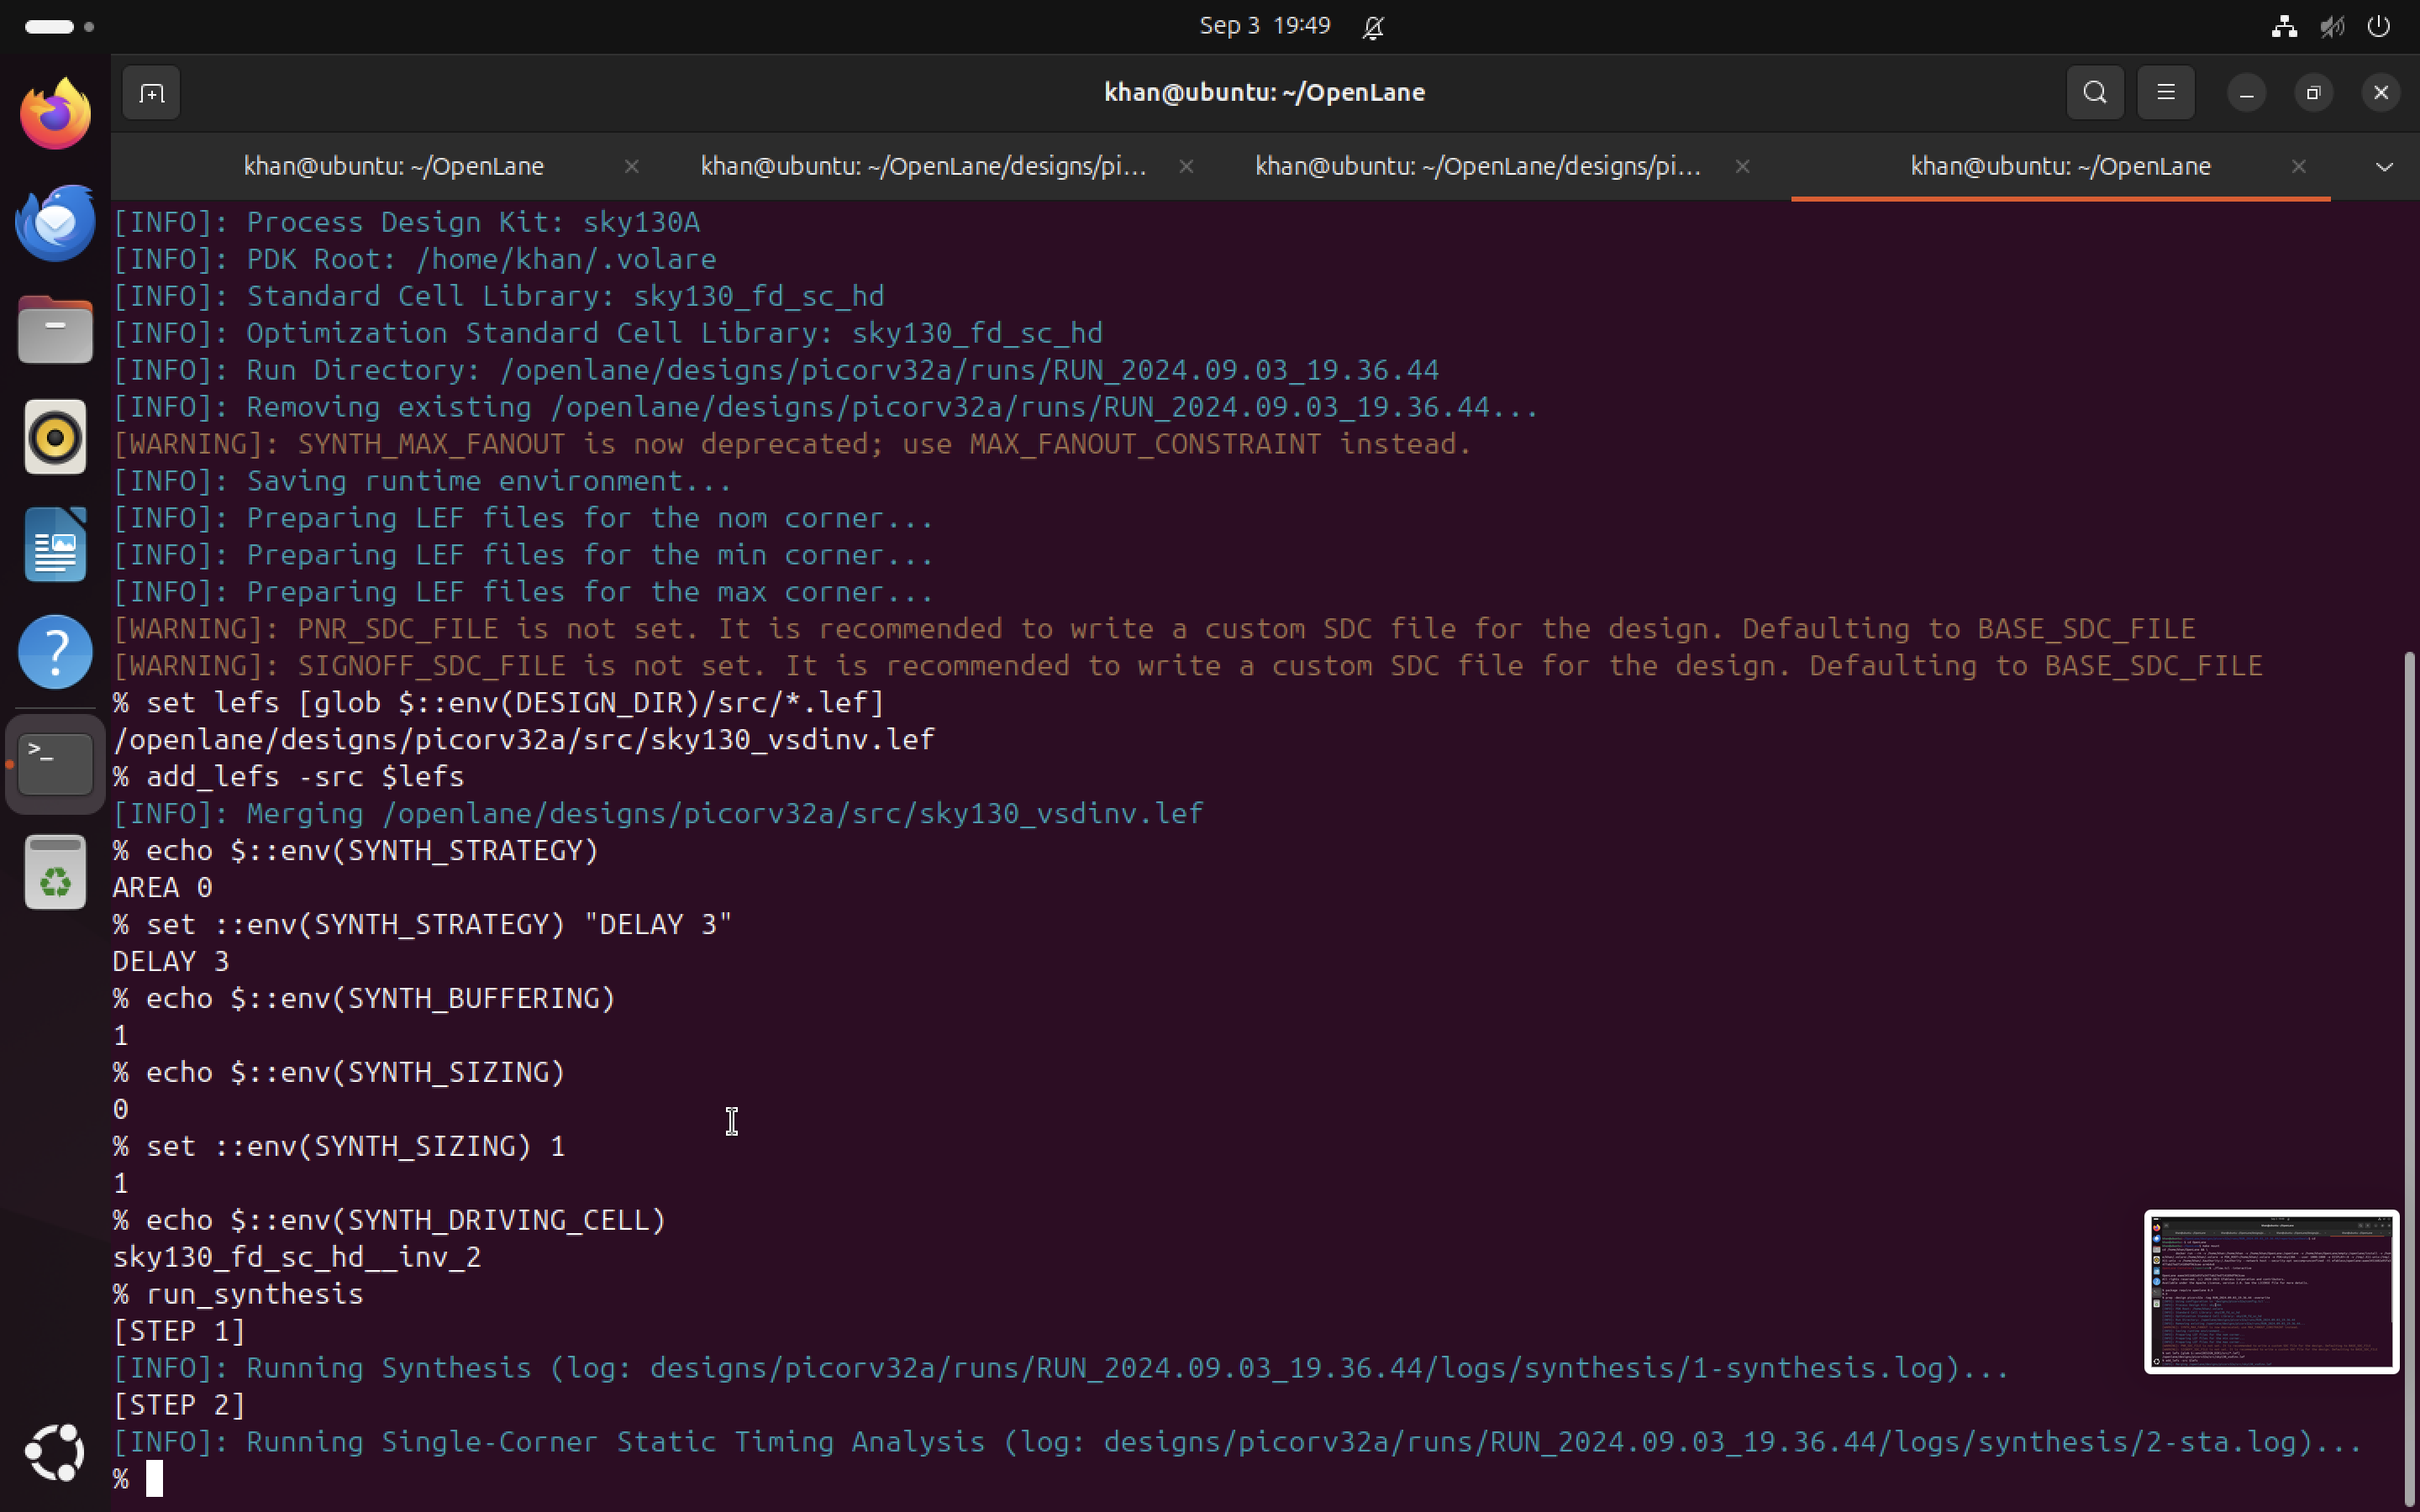 Sep 3 19:49
khan@ubuntu: ~/OpenLane
khan@ubuntu: ~/OpenLane
khan@ubuntu: ~/OpenLane/designs/pi...
khan@ubuntu: ~/OpenLane/designs/pi...
khan@ubuntu: ~/OpenLane
[INFO]: Process Design Kit: sky130A
[INFO]: PDK Root: /home/khan/.volare
[INFO]: Standard Cell Library: sky130_fd_sc_hd
[INFO]: Optimization Standard Cell Library: sky130_fd_sc_hd
[INFO]: Run Directory: /openlane/designs/picorv32a/runs/RUN_2024.09.03_19.36.44
[INFO]: Removing existing /openlane/designs/picorv32a/runs/RUN_2024.09.03_19.36.44...
[WARNING]: SYNTH_MAX_FANOUT is now deprecated; use MAX_FANOUT_CONSTRAINT instead.
[INFO]: Saving runtime environment...
[INFO]: Preparing LEF files for the nom corner...
[INFO]: Preparing LEF files for the min corner...
[INFO]: Preparing LEF files for the max corner...
[WARNING]: PNR_SDC_FILE is not set. It is recommended to write a custom SDC file for the design. Defaulting to BASE_SDC_FILE
[WARNING]: SIGNOFF_SDC_FILE is not set. It is recommended to write a custom SDC file for the design. Defaulting to BASE_SDC_FILE
% set lefs [glob $::env(DESIGN_DIR)/src/*.lef]
/openlane/designs/picorv32a/src/sky130_vsdinv.lef
% add_lefs -src $lefs
[INFO]: Merging /openlane/designs/picorv32a/src/sky130_vsdinv.lef
% echo $::env(SYNTH_STRATEGY)
AREA 0
% set ::env(SYNTH_STRATEGY) "DELAY 3"
DELAY 3
% echo $::env(SYNTH_BUFFERING)
1
% echo $::env(SYNTH_SIZING)
0
% set ::env(SYNTH_SIZING) 1
1
% echo $::env(SYNTH_DRIVING_CELL)
sky130_fd_sc_hd__inv_2
% run_synthesis
[STEP 1]
[INFO]: Running Synthesis (log: designs/picorv32a/runs/RUN_2024.09.03_19.36.44/logs/synthesis/1-synthesis.log)...
[STEP 2]
[INFO]: Running Single-Corner Static Timing Analysis (log: designs/picorv32a/runs/RUN_2024.09.03_19.36.44/logs/synthesis/2-sta.log)...
%